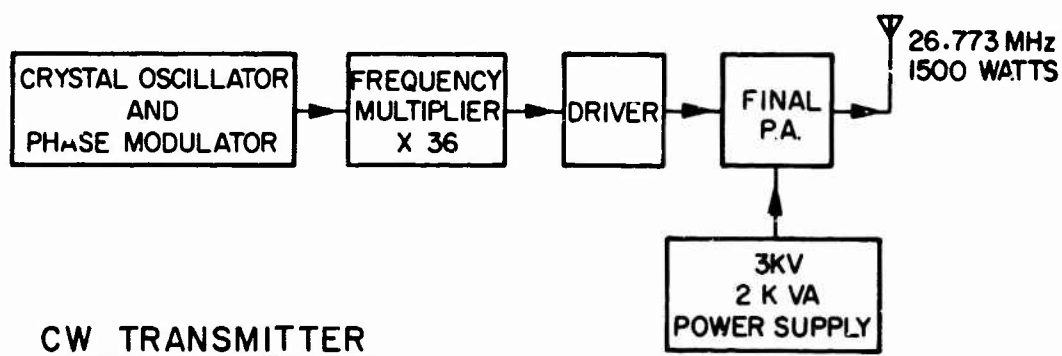 CRYSTAL OSCILLATOR
AND
PHASE MODULATOR
FREQUENCY
MULTIPLIER
X 36
DRIVER
FINAL
P.A.
26.773 MHz
1500 WATTS
3KV
2 K VA
POWER SUPPLY
CW TRANSMITTER